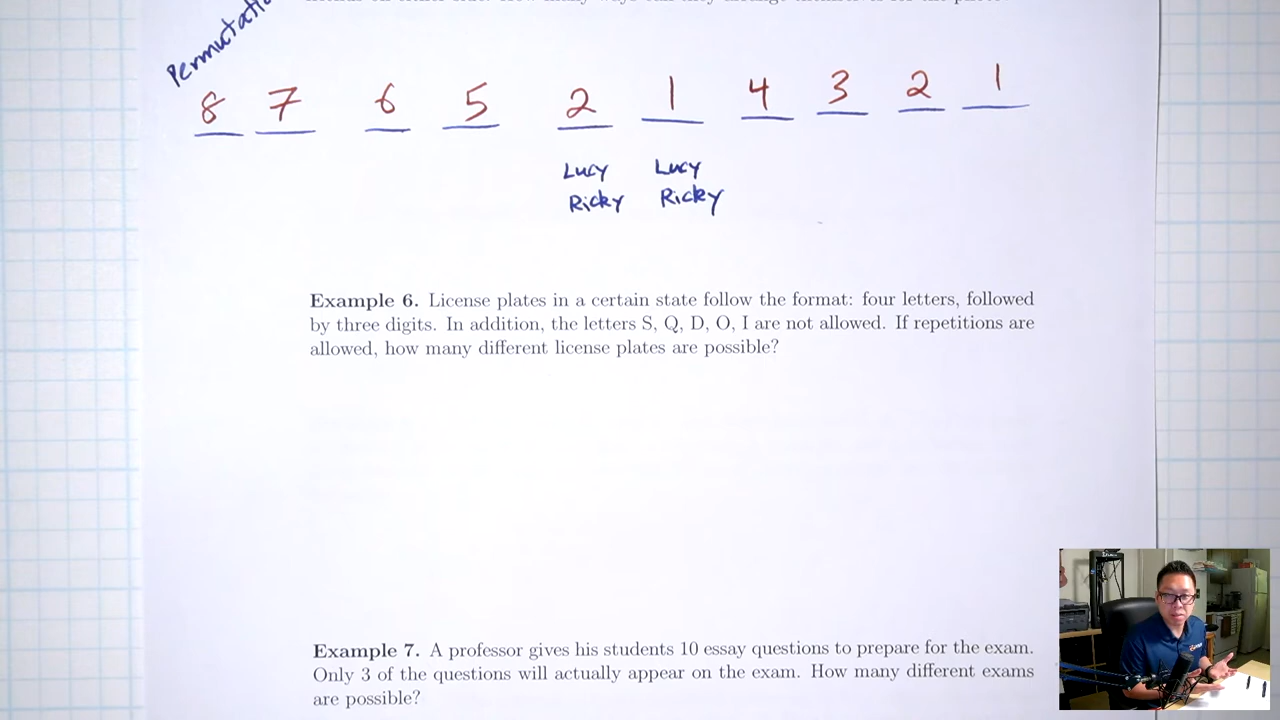 Permutatio
8 7 6 5 2 1 4 3 2 1
Lucy Lucy
Ricky Ricky
Example 6. License plates in a certain state follow the format: four letters, followed
by three digits. In addition, the letters S, Q, D, O, I are not allowed. If repetitions are
allowed, how many different license plates are possible?
Example 7. A professor gives his students 10 essay questions to prepare for the exam.
Only 3 of the questions will actually appear on the exam. How many different exams
are possible?